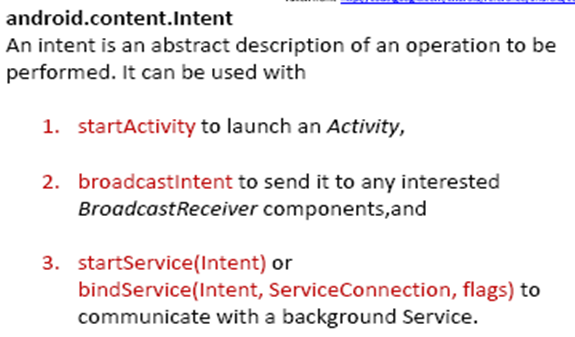 android.content.Intent
An intent is an abstract description of an operation to be
performed. It can be used with
1. startActivity to launch an Activity,
2. broadcastIntent to send it to any interested
BroadcastReceiver components,and
3. startService(Intent) or
bindService(Intent, ServiceConnection, flags) to
communicate with a background Service.